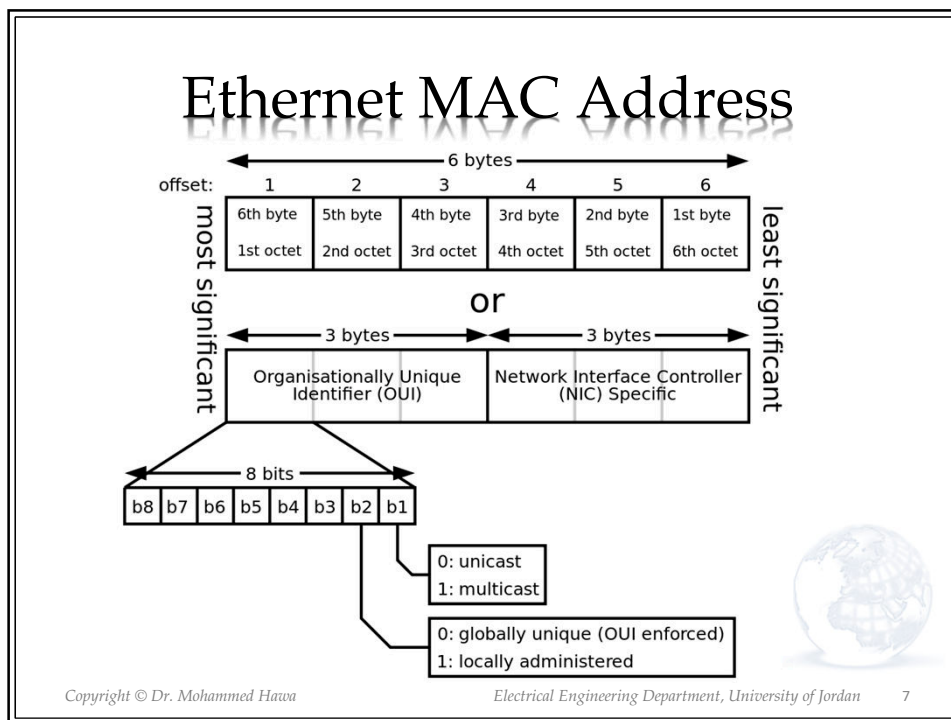 Ethernet MAC Address
6 bytes
offset: 1 2 3 4 5 6
most significant
6th byte 5th byte 4th byte 3rd byte 2nd byte 1st byte
1st octet 2nd octet 3rd octet 4th octet 5th octet 6th octet
least significant
or
3 bytes 3 bytes
Organisationally Unique
Identifier (OUI)
Network Interface Controller
(NIC) Specific
8 bits
b8 b7 b6 b5 b4 b3 b2 b1
0: unicast
1: multicast
0: globally unique (OUI enforced)
1: locally administered
Copyright © Dr. Mohammed Hawa Electrical Engineering Department, University of Jordan 7